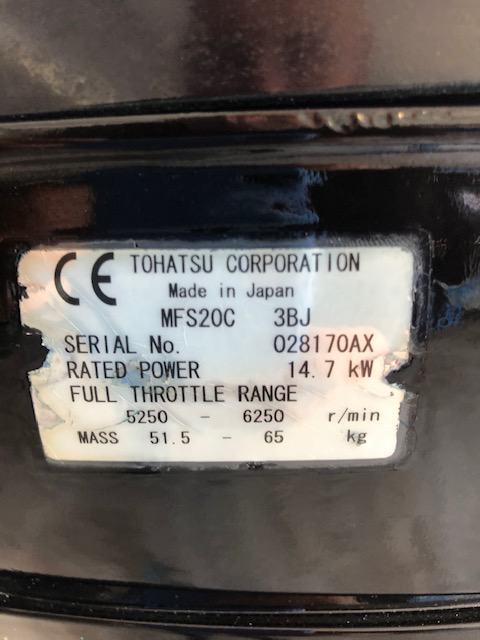 CE TOHATSU CORPORATION
Made in Japan
MFS20C 3BJ
SERIAL No. 028170AX
RATED POWER 14.7 kW
FULL THROTTLE RANGE
5250 - 6250 r/min
MASS 51.5 - 65 kg